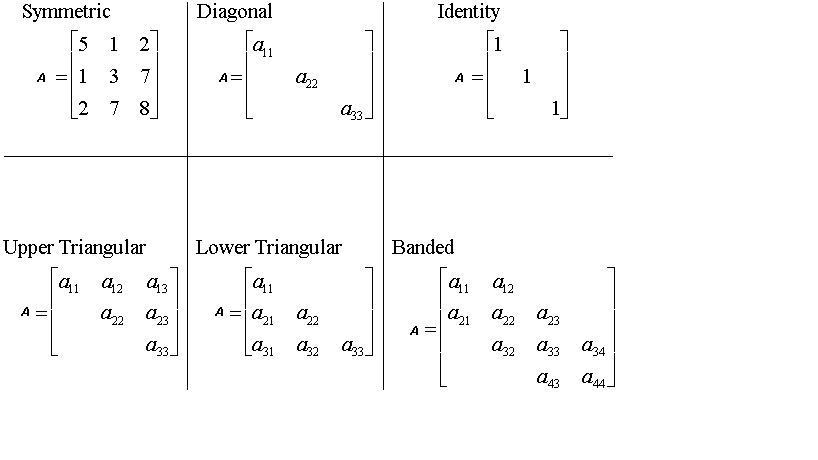 Symmetric Diagonal Identity
A = [5 1 2
1 3 7
2 7 8]
A = [a11
a22
a33]
A = [1
1
1]
Upper Triangular Lower Triangular Banded
A = [a11 a12 a13
a22 a23
a33]
A = [a11
a21 a22
a31 a32 a33]
A = [a11 a12
a21 a22 a23
a32 a33 a34
a43 a44]